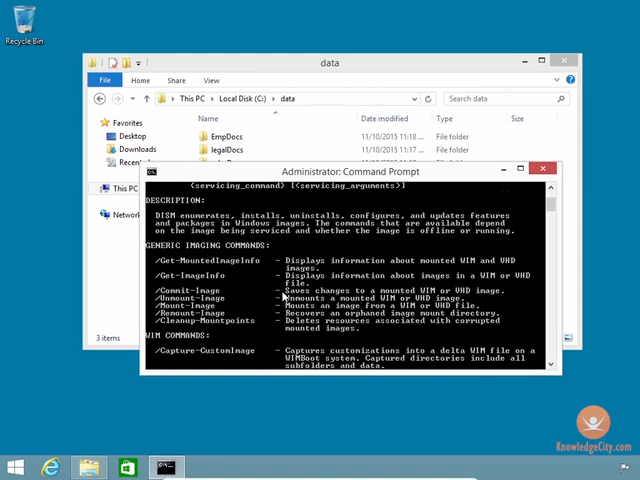 Recycle Bin
data
File Home Share View
This PC Local Disk (C:) data
Search data
Favorites
Desktop
Downloads
Recent
This PC
Network
Name Date modified Type Size
EmpDocs 11/10/2015 11:18 ... File folder
legalDocs 11/10/2015 11:17 ... File folder
3 items
Administrator: Command Prompt
{servicing_command} [{servicing_arguments}]
DESCRIPTION:
DISM enumerates, installs, uninstalls, configures, and updates features
and packages in Windows images. The commands that are available depend
on the image being serviced and whether the image is offline or running.
GENERIC IMAGING COMMANDS:
/Get-MountedImageInfo - Displays information about mounted WIM and VHD
images.
/Get-ImageInfo - Displays information about images in a WIM or VHD
file.
/Commit-Image - Saves changes to a mounted WIM or VHD image.
/Unmount-Image - Unmounts a mounted WIM or VHD image.
/Mount-Image - Mounts an image from a WIM or VHD file.
/Remount-Image - Recovers an orphaned image mount directory.
/Cleanup-Mountpoints - Deletes resources associated with corrupted
mounted images.
WIM COMMANDS:
/Capture-CustomImage - Captures customizations into a delta WIM file on a
WIMBoot system. Captured directories include all
subfolders and data.
KnowledgeCity.com